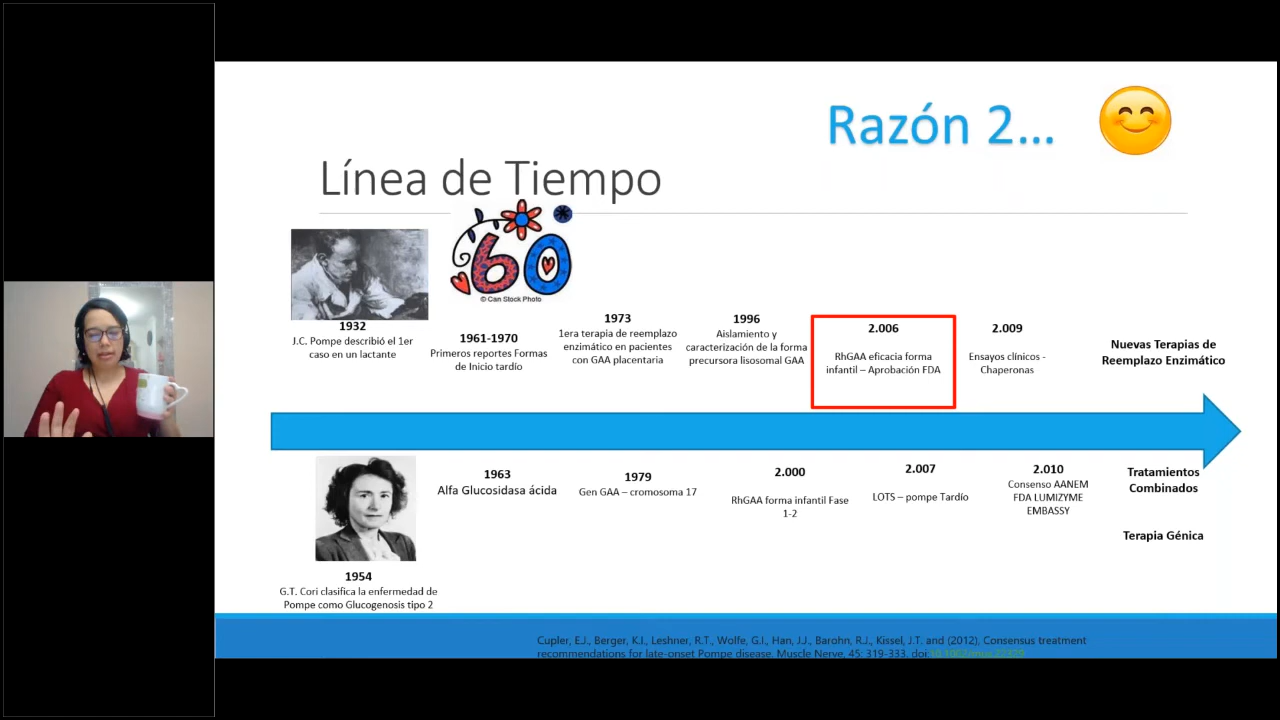 Razón 2...
Línea de Tiempo
60
© Can Stock Photo
1932
J.C. Pompe describió el 1er
caso en un lactante
1961-1970
Primeros reportes Formas
de Inicio tardío
1973
1era terapia de reemplazo
enzimático en pacientes
con GAA placentaria
1996
Aislamiento y
caracterización de la forma
precursora lisosomal GAA
2.006
RhGAA eficacia forma
infantil – Aprobación FDA
2.009
Ensayos clínicos -
Chaperonas
Nuevas Terapias de
Reemplazo Enzimático
1954
G.T. Cori clasifica la enfermedad de
Pompe como Glucogenosis tipo 2
1963
Alfa Glucosidasa ácida
1979
Gen GAA – cromosoma 17
2.000
RhGAA forma infantil Fase
1-2
2.007
LOTS – pompe Tardío
2.010
Consenso AANEM
FDA LUMIZYME
EMBASSY
Tratamientos
Combinados
Terapia Génica
Cupler, E.J., Berger, K.I., Leshner, R.T., Wolfe, G.I., Han, J.J., Barohn, R.J., Kissel, J.T. and (2012), Consensus treatment
recommendations for late-onset Pompe disease. Muscle Nerve, 45: 319-333. doi: